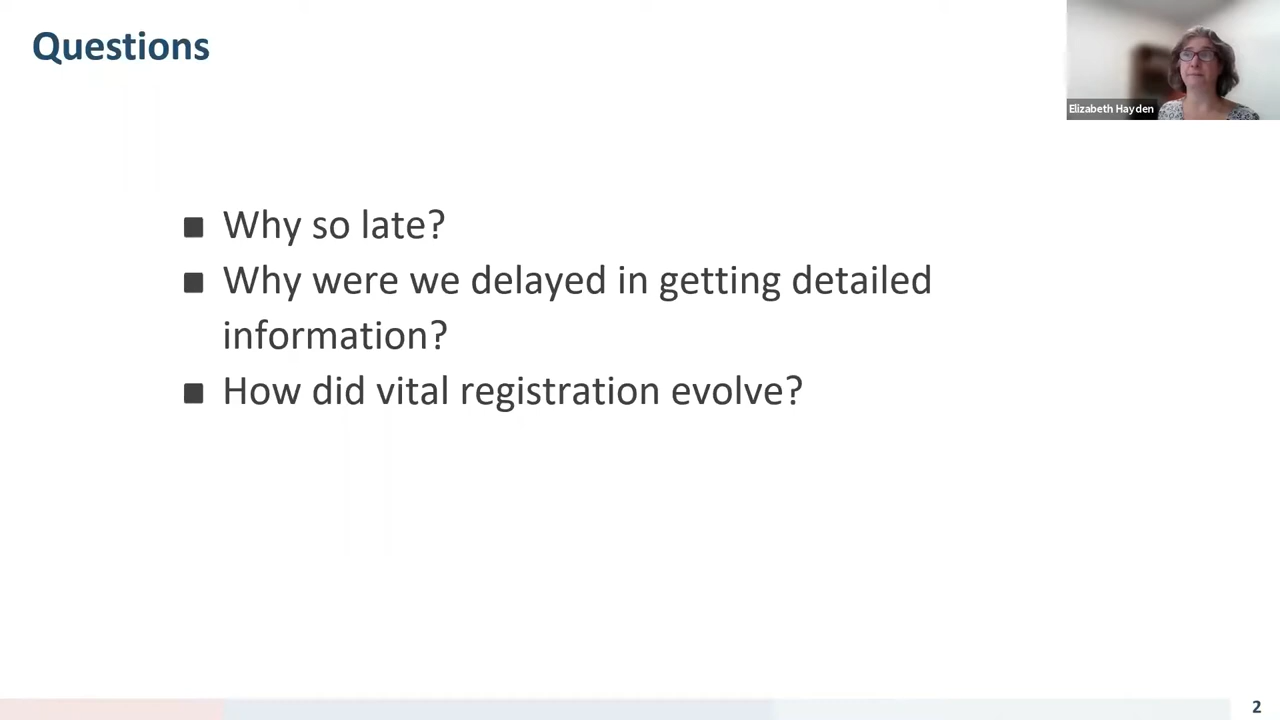 Questions
Elizabeth Hayden
■ Why so late?
■ Why were we delayed in getting detailed
information?
■ How did vital registration evolve?
2